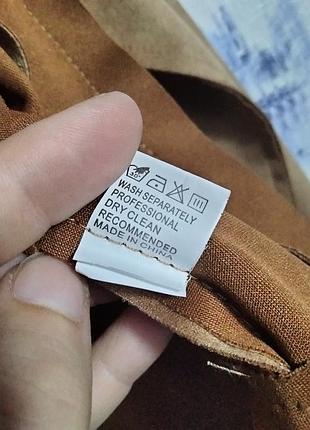 WASH SEPARATELY
PROFESSIONAL
DRY CLEAN
RECOMMENDED
MADE IN CHINA